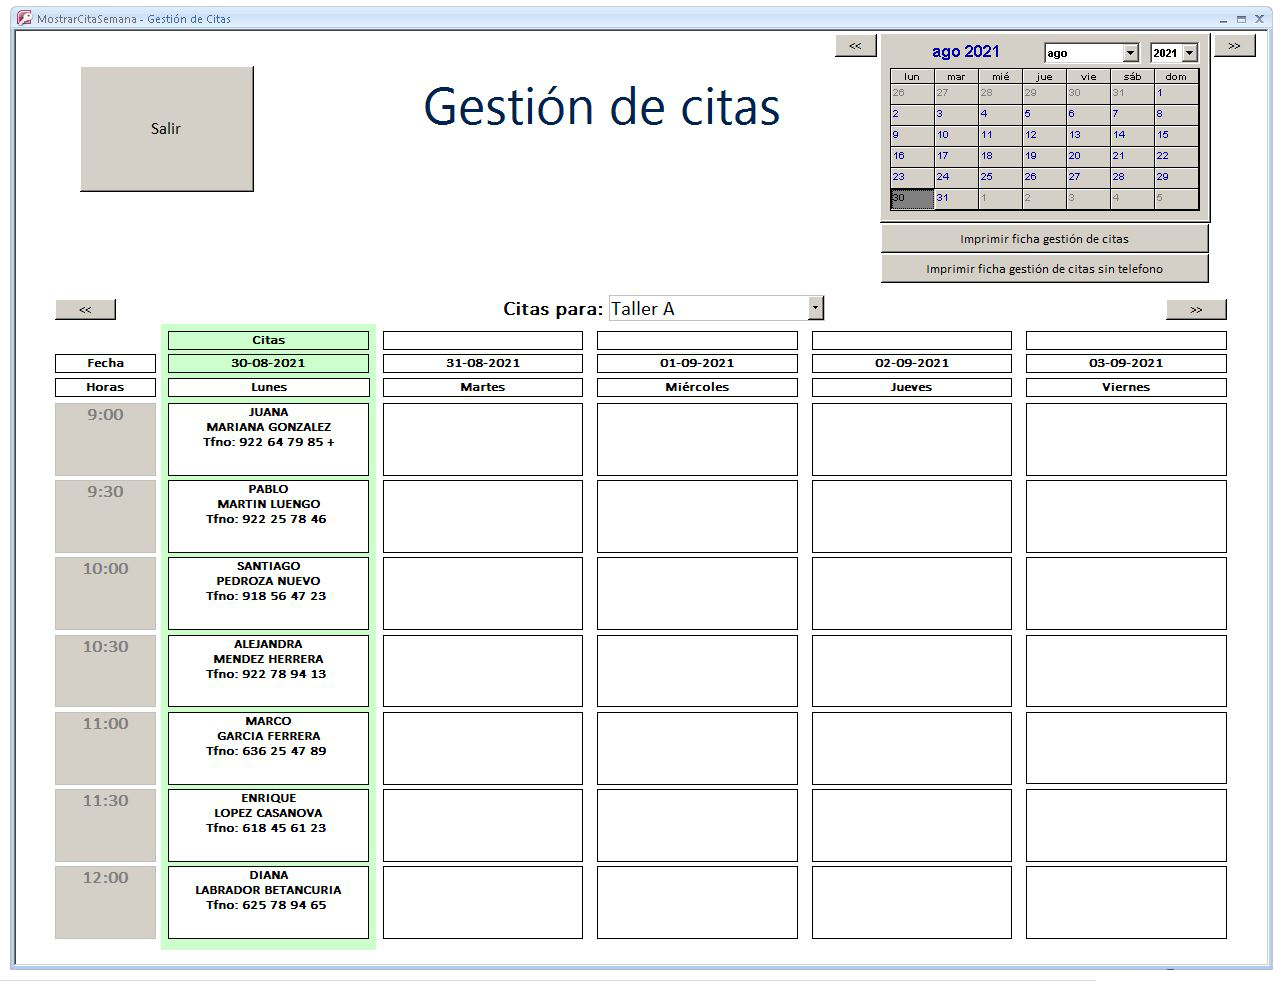 MostrarCitaSemana - Gestión de Citas
<< ago 2021 ago 2021 >>
lun mar mié jue vie sáb dom
26 27 28 29 30 31 1
2 3 4 5 6 7 8
9 10 11 12 13 14 15
16 17 18 19 20 21 22
23 24 25 26 27 28 29
30 31 1 2 3 4 5
Salir
Gestión de citas
Imprimir ficha gestión de citas
Imprimir ficha gestión de citas sin telefono
<< Citas para: Taller A >>
Citas
Fecha 30-08-2021 31-08-2021 01-09-2021 02-09-2021 03-09-2021
Horas Lunes Martes Miércoles Jueves Viernes
9:00 JUANA
MARIANA GONZALEZ
Tfno: 922 64 79 85 +
9:30 PABLO
MARTIN LUENGO
Tfno: 922 25 78 46
10:00 SANTIAGO
PEDROZA NUEVO
Tfno: 918 56 47 23
10:30 ALEJANDRA
MENDEZ HERRERA
Tfno: 922 78 94 13
11:00 MARCO
GARCIA FERRERA
Tfno: 636 25 47 89
11:30 ENRIQUE
LOPEZ CASANOVA
Tfno: 618 45 61 23
12:00 DIANA
LABRADOR BETANCURIA
Tfno: 625 78 94 65